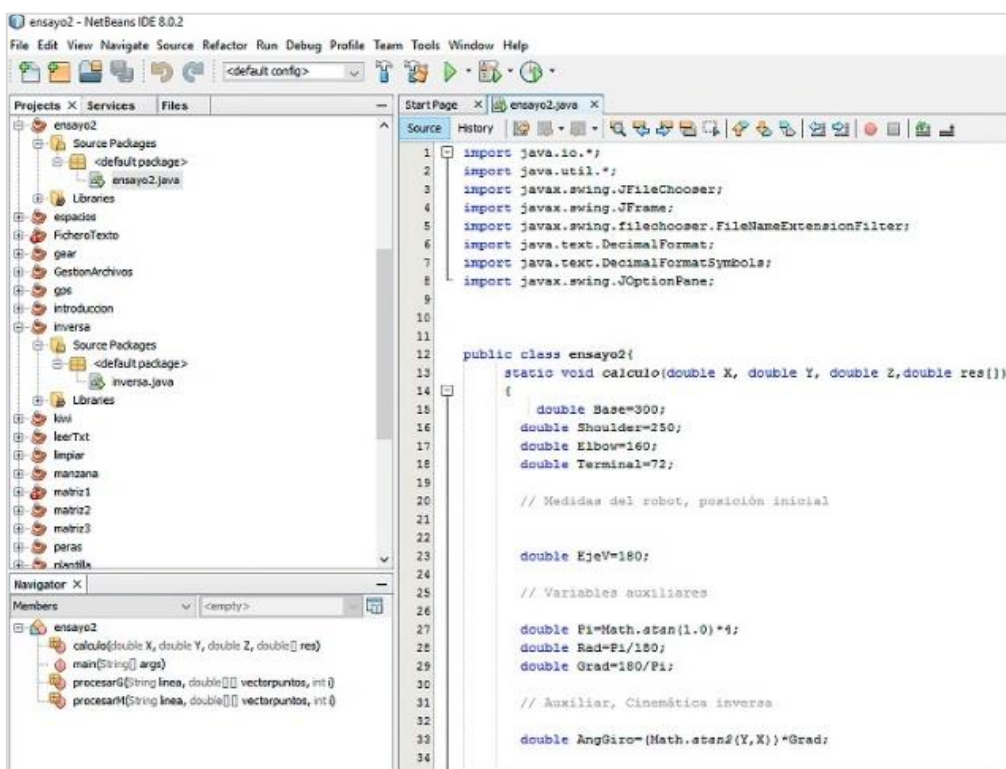 ensayo2 - NetBeans IDE 8.0.2
File Edit View Navigate Source Refactor Run Debug Profile Team Tools Window Help
<default config>
Projects Services Files
ensayo2
Source Packages
<default package>
ensayo2.java
Libraries
espacios
FicheroTexto
gear
GestionArchivos
gps
introduccion
inversa
Source Packages
<default package>
inversa.java
Libraries
kiwi
leerTxt
limpiar
manzana
matriz1
matriz2
matriz3
peras
plantilla
Navigator
Members <empty>
ensayo2
calculo(double X, double Y, double Z, double[] res)
main(String[] args)
procesarG(String linea, double[][] vectorpuntos, int i)
procesarM(String linea, double[][] vectorpuntos, int i)
Start Page ensayo2.java
Source History
1 import java.io.*;
2 import java.util.*;
3 import javax.swing.JFileChooser;
4 import javax.swing.JFrame;
5 import javax.swing.filechooser.FileNameExtensionFilter;
6 import java.text.DecimalFormat;
7 import java.text.DecimalFormatSymbols;
8 import javax.swing.JOptionPane;
9
10
11
12 public class ensayo2{
13 static void calculo(double X, double Y, double Z,double res[])
14 {
15 double Base=300;
16 double Shoulder=250;
17 double Elbow=160;
18 double Terminal=72;
19
20 // Medidas del robot, posición inicial
21
22
23 double EjeV=180;
24
25 // Variables auxiliares
26
27 double Pi=Math.atan(1.0)*4;
28 double Rad=Pi/180;
29 double Grad=180/Pi;
30
31 // Auxiliar, Cinemática inversa
32
33 double AngGiro=(Math.atan2(Y,X))*Grad;
34